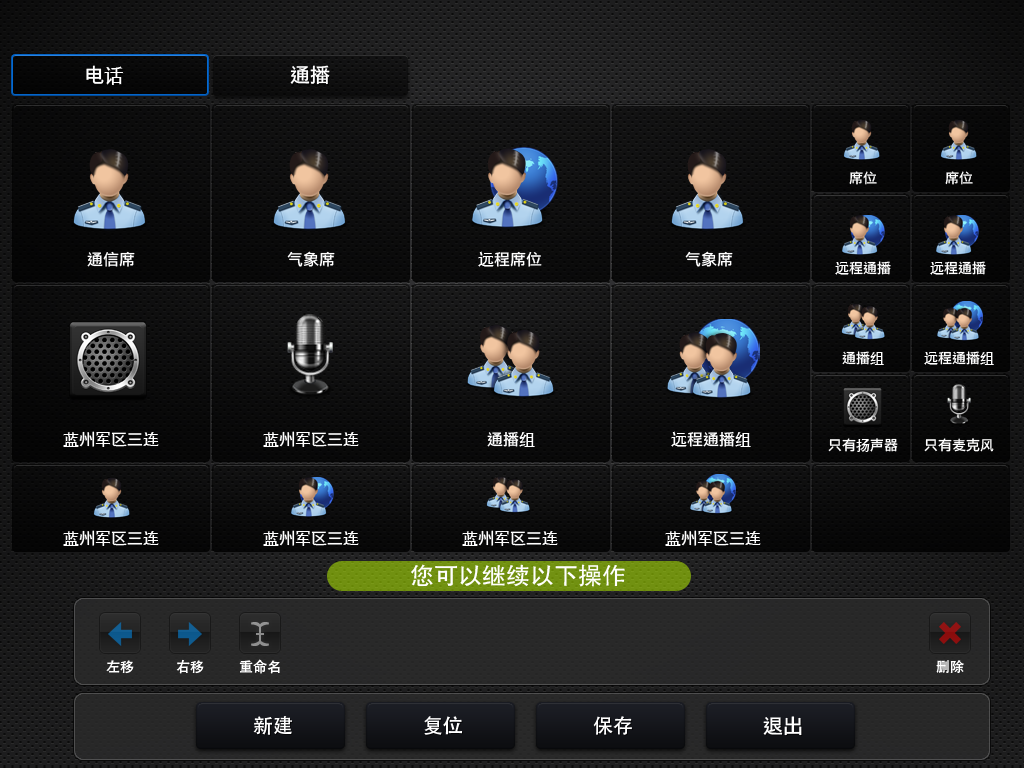 电话
通播
通信席
气象席
远程席位
气象席
席位
席位
远程通播
远程通播
蓝州军区三连
蓝州军区三连
通播组
远程通播组
通播组
远程通播组
只有扬声器
只有麦克风
蓝州军区三连
蓝州军区三连
蓝州军区三连
蓝州军区三连
您可以继续以下操作
左移
右移
重命名
删除
新建
复位
保存
退出